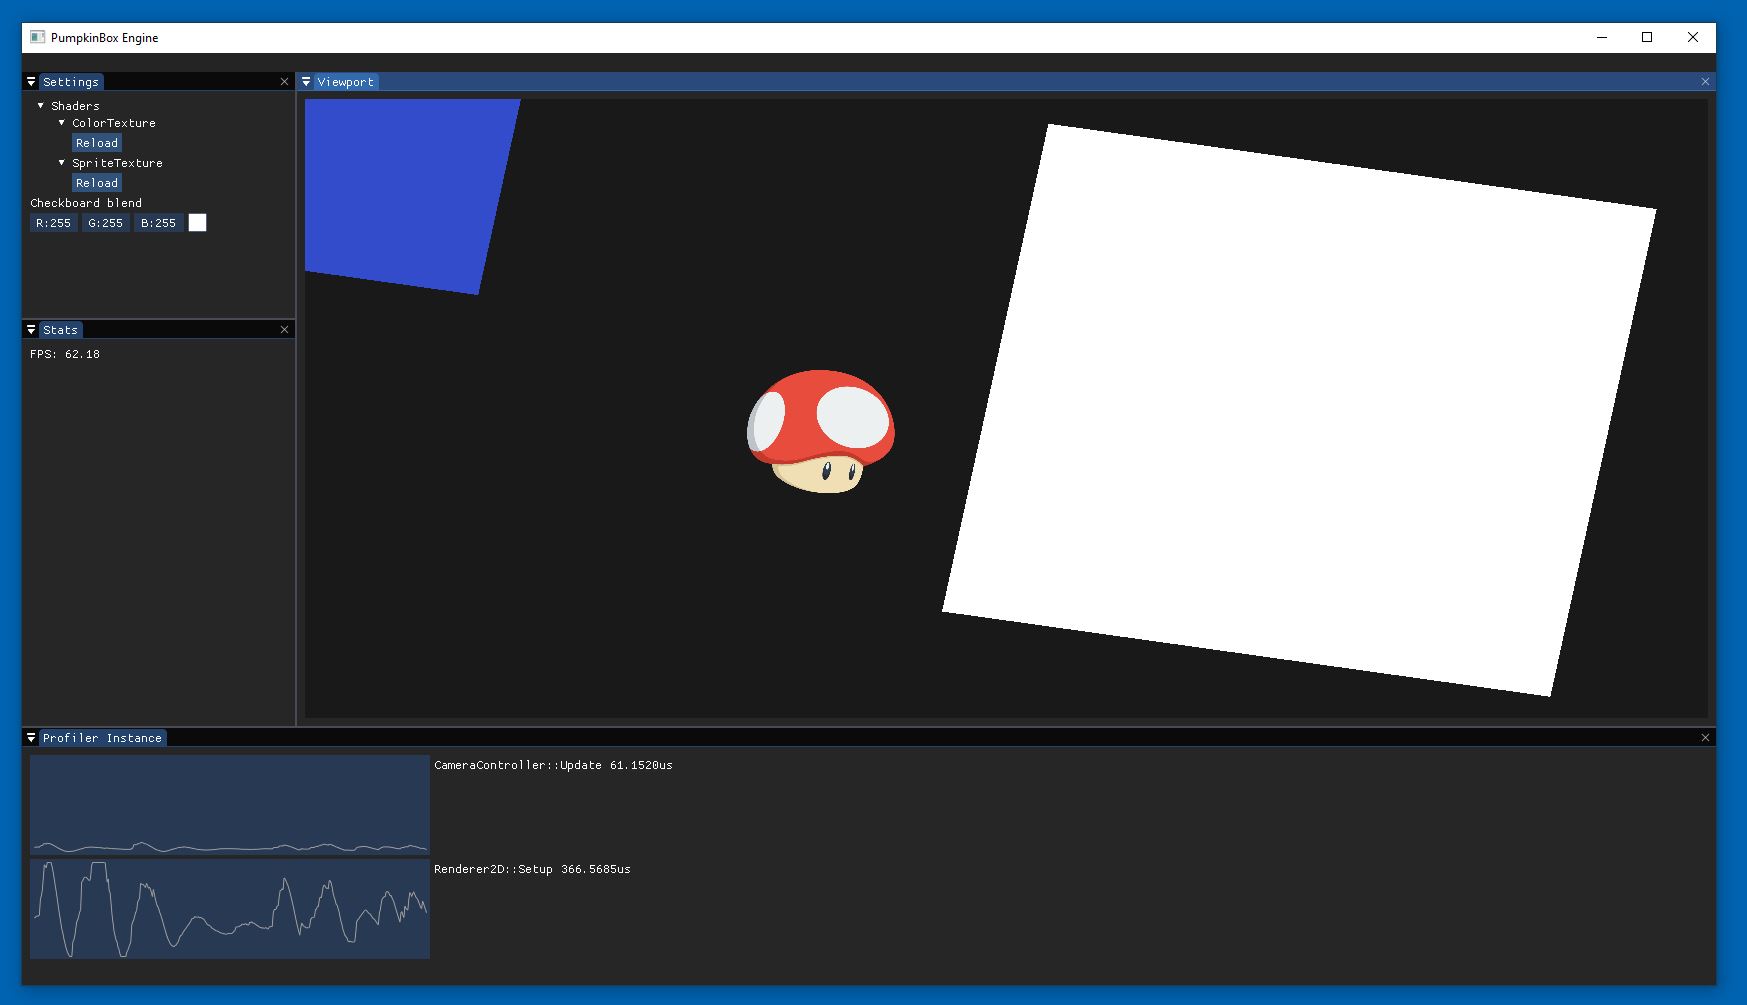 PumpkinBox Engine
Settings
Shaders
ColorTexture
Reload
SpriteTexture
Reload
Checkboard blend
R:255 G:255 B:255
Stats
FPS: 62.18
Viewport
Profiler Instance
CameraController::Update 61.1520us
Renderer2D::Setup 366.5685us